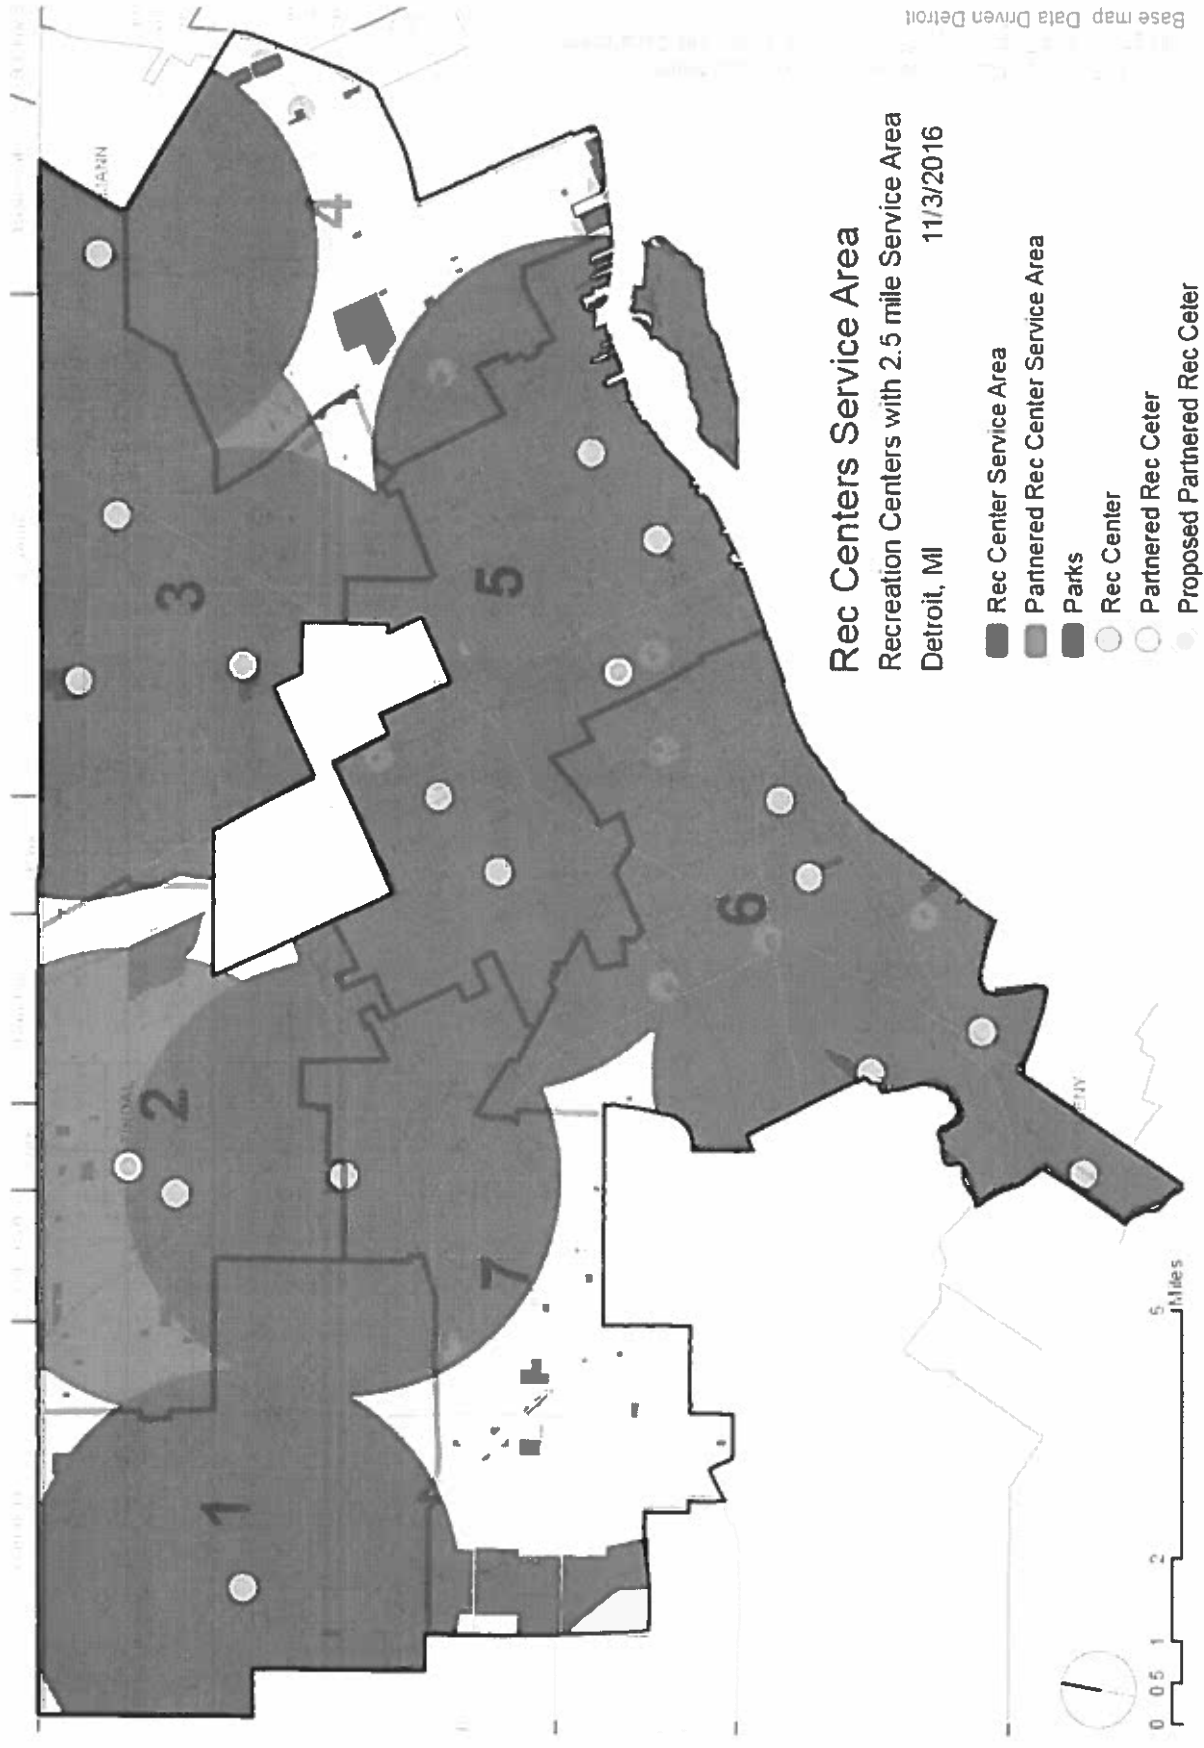 Rec Centers Service Area
Recreation Centers with 2.5 mile Service Area
Detroit, MI 11/3/2016
Rec Center Service Area
Partnered Rec Center Service Area
Parks
Rec Center
Partnered Rec Ceter
Proposed Partnered Rec Ceter
1
2
3
4
5
6
7
0 0.5 1 2 5
Miles
Base map Data Driven Detroit